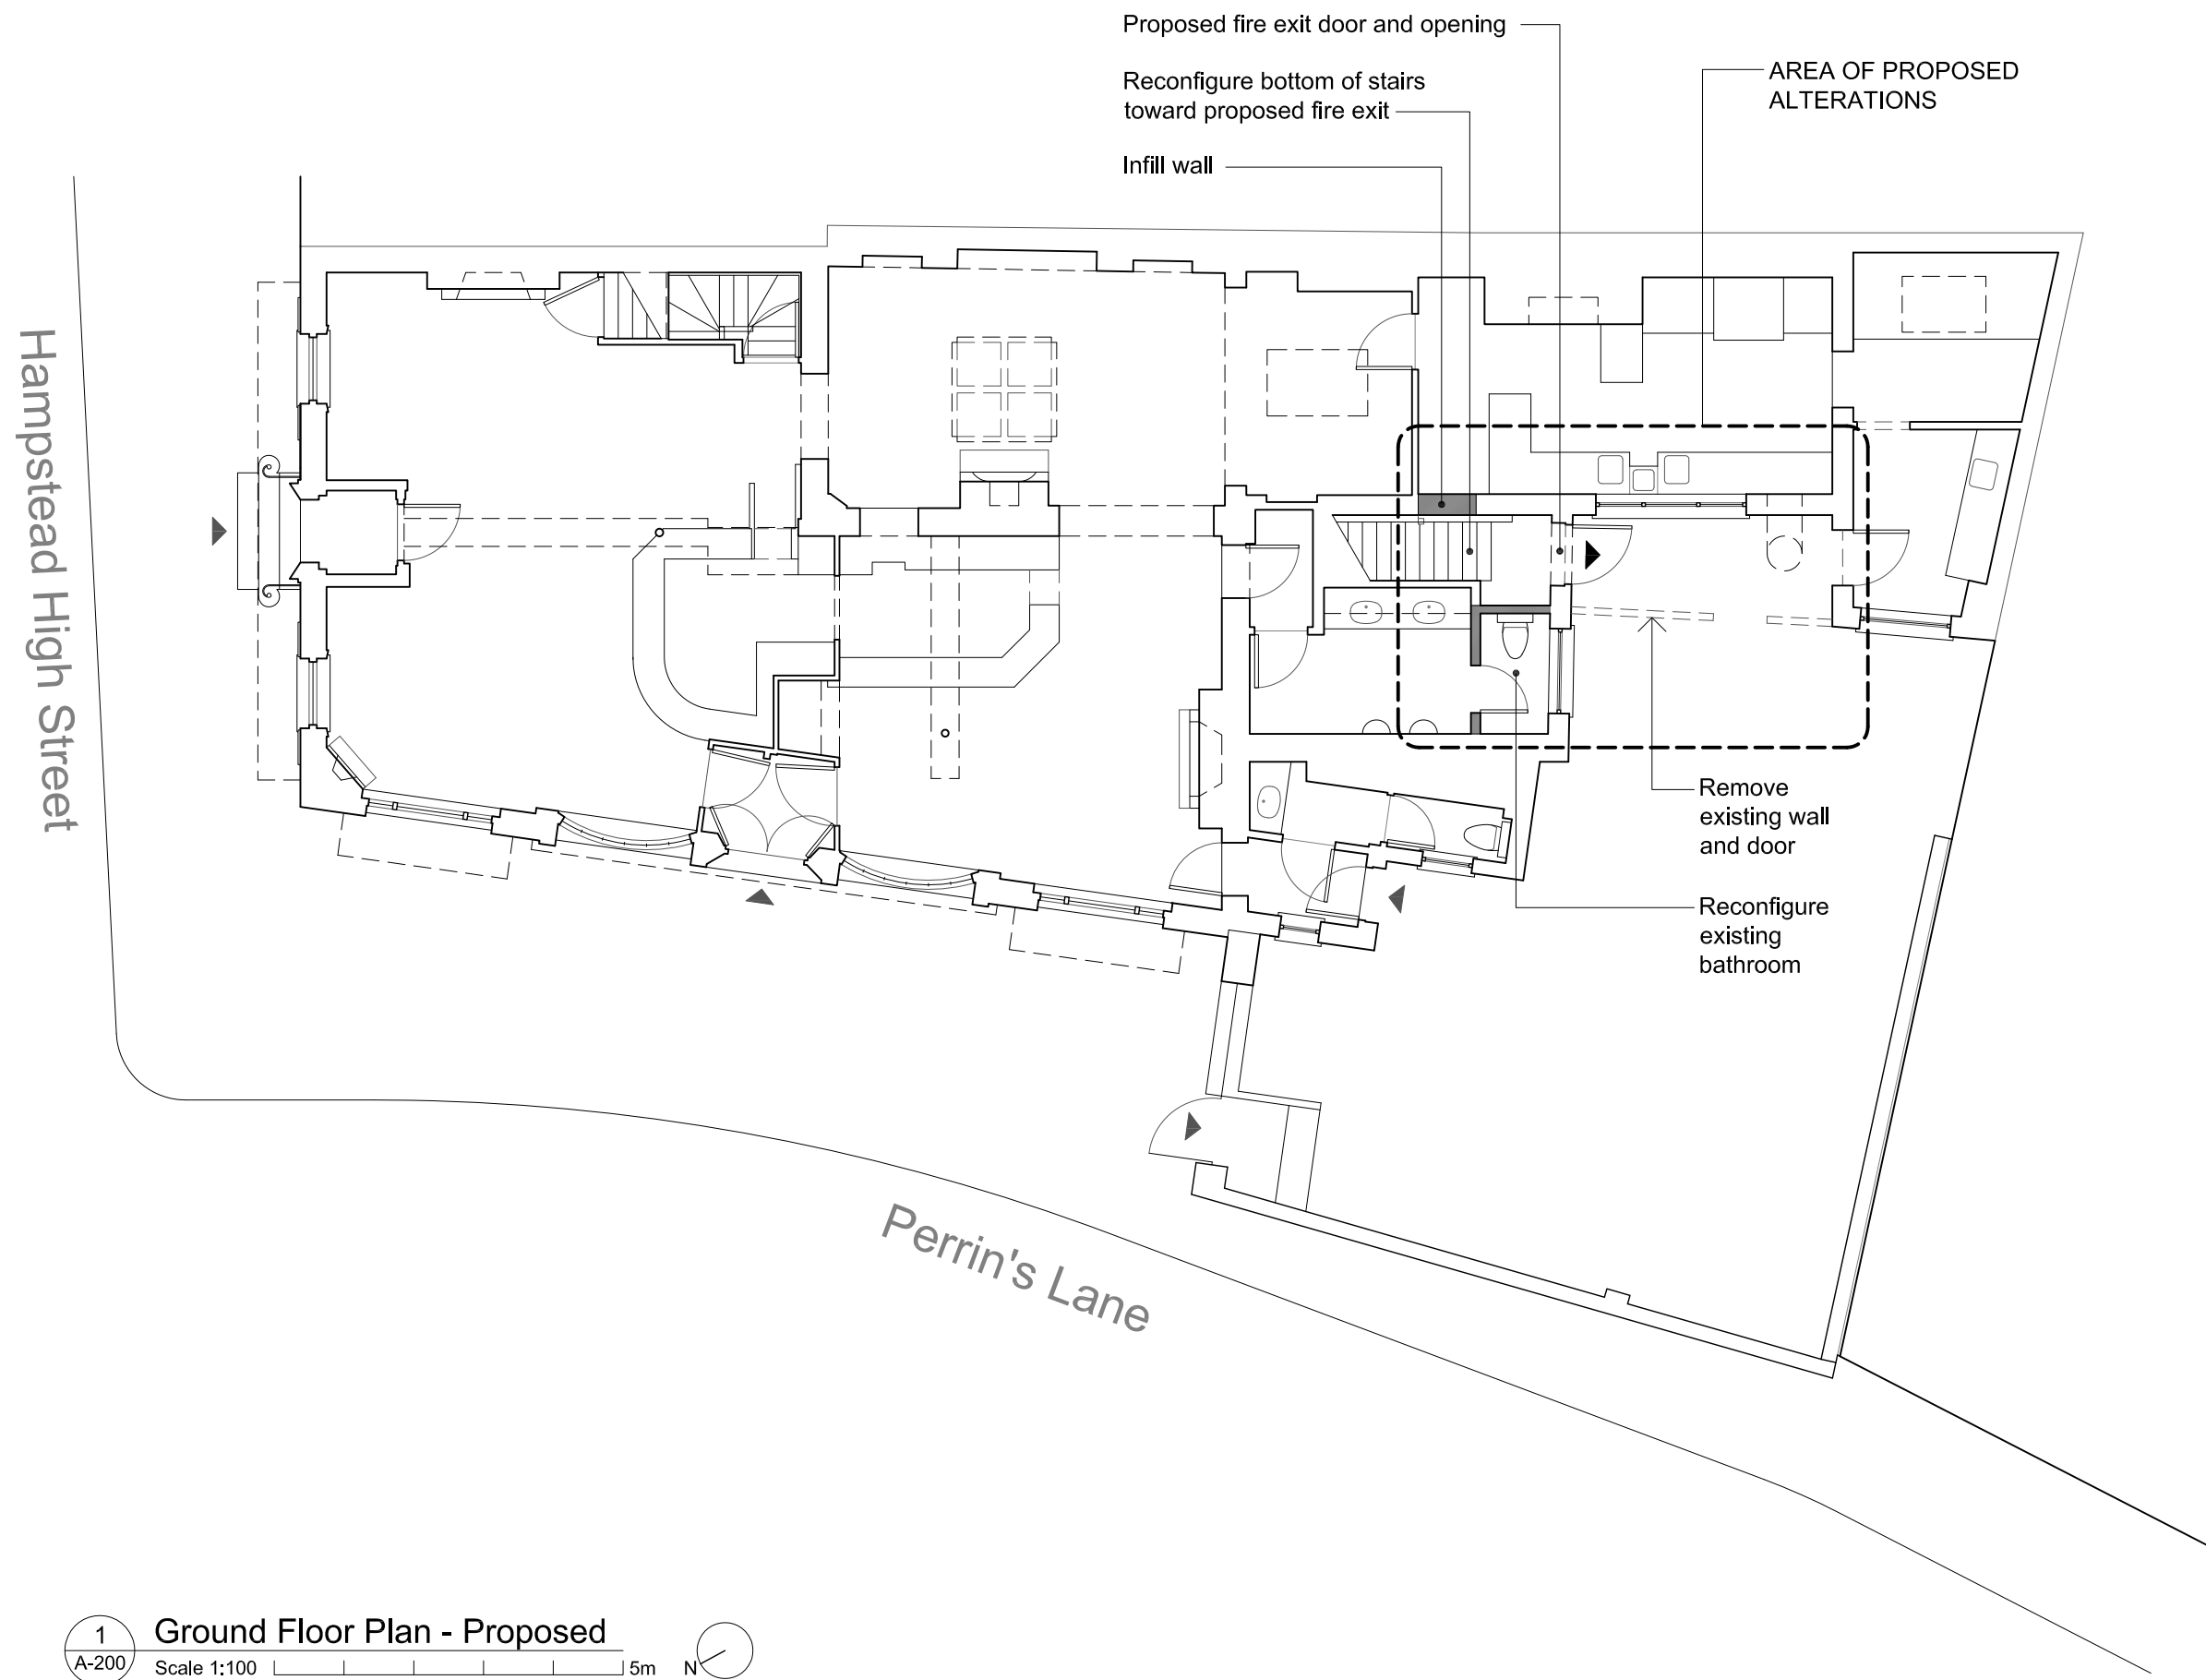 Proposed fire exit door and opening
Reconfigure bottom of stairs
toward proposed fire exit
Infill wall
AREA OF PROPOSED
ALTERATIONS
Hampstead High Street
Remove
existing wall
and door
Reconfigure
existing
bathroom
Perrin's Lane
1
A-200
Ground Floor Plan - Proposed
Scale 1:100
5m
N